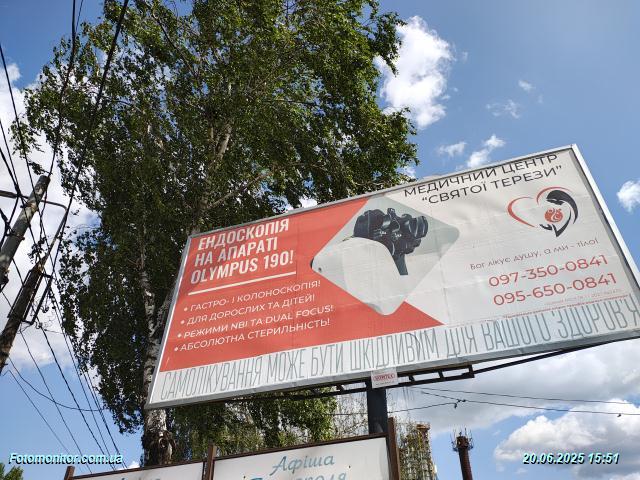 МЕДИЧНИЙ ЦЕНТР
"СВЯТОЇ ТЕРЕЗИ"
ЕНДОСКОПІЯ
НА АПАРАТІ
OLYMPUS 190!
• ГАСТРО- І КОЛОНОСКОПІЯ!
• ДЛЯ ДОРОСЛИХ ТА ДІТЕЙ!
• РЕЖИМИ NBI ТА DUAL FOCUS!
• АБСОЛЮТНА СТЕРИЛЬНІСТЬ!
Бог лікує душу, а ми - тіло!
097-350-0841
095-650-0841
САМОЛІКУВАННЯ МОЖЕ БУТИ ШКІДЛИВИМ ДЛЯ ВАШОГО ЗДОРОВ'Я
Афіша
Fotomonitor.com.ua
20.06.2025 15:51